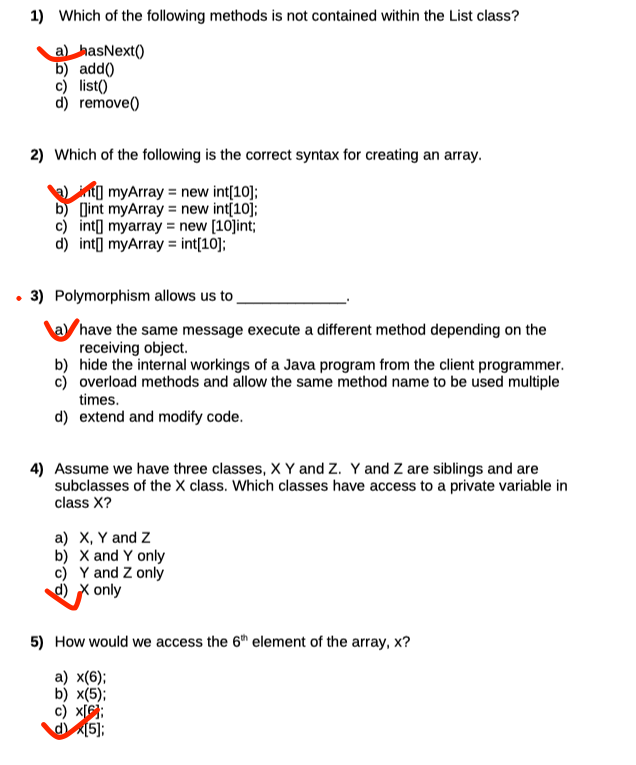 1) Which of the following methods is not contained within the List class?
a) hasNext()
b) add()
c) list()
d) remove()
2) Which of the following is the correct syntax for creating an array.
a) int[] myArray = new int[10];
b) []int myArray = new int[10];
c) int[] myarray = new [10]int;
d) int[] myArray = int[10];
3) Polymorphism allows us to ______________.
a) have the same message execute a different method depending on the
receiving object.
b) hide the internal workings of a Java program from the client programmer.
c) overload methods and allow the same method name to be used multiple
times.
d) extend and modify code.
4) Assume we have three classes, X Y and Z. Y and Z are siblings and are
subclasses of the X class. Which classes have access to a private variable in
class X?
a) X, Y and Z
b) X and Y only
c) Y and Z only
d) X only
5) How would we access the 6th element of the array, x?
a) x(6);
b) x(5);
c) x[6];
d) x[5];